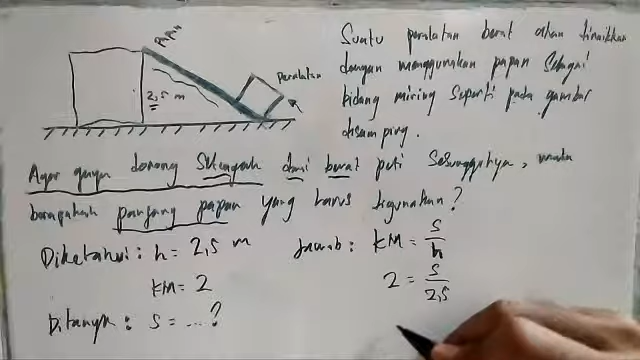 papan
peralatan
2,5 m
Suatu peralatan berat akan dinaikkan
dengan menggunakan papan sebagai
bidang miring seperti pada gambar
disamping.
Agar gaya dorong setengah dari berat peti sesungguhnya, maka
berapakah panjang papan yang harus digunakan?
Diketahui: h = 2,5 m
KM = 2
Ditanya: s = ...?
Jawab: KM = s/h
2 = s/2,5